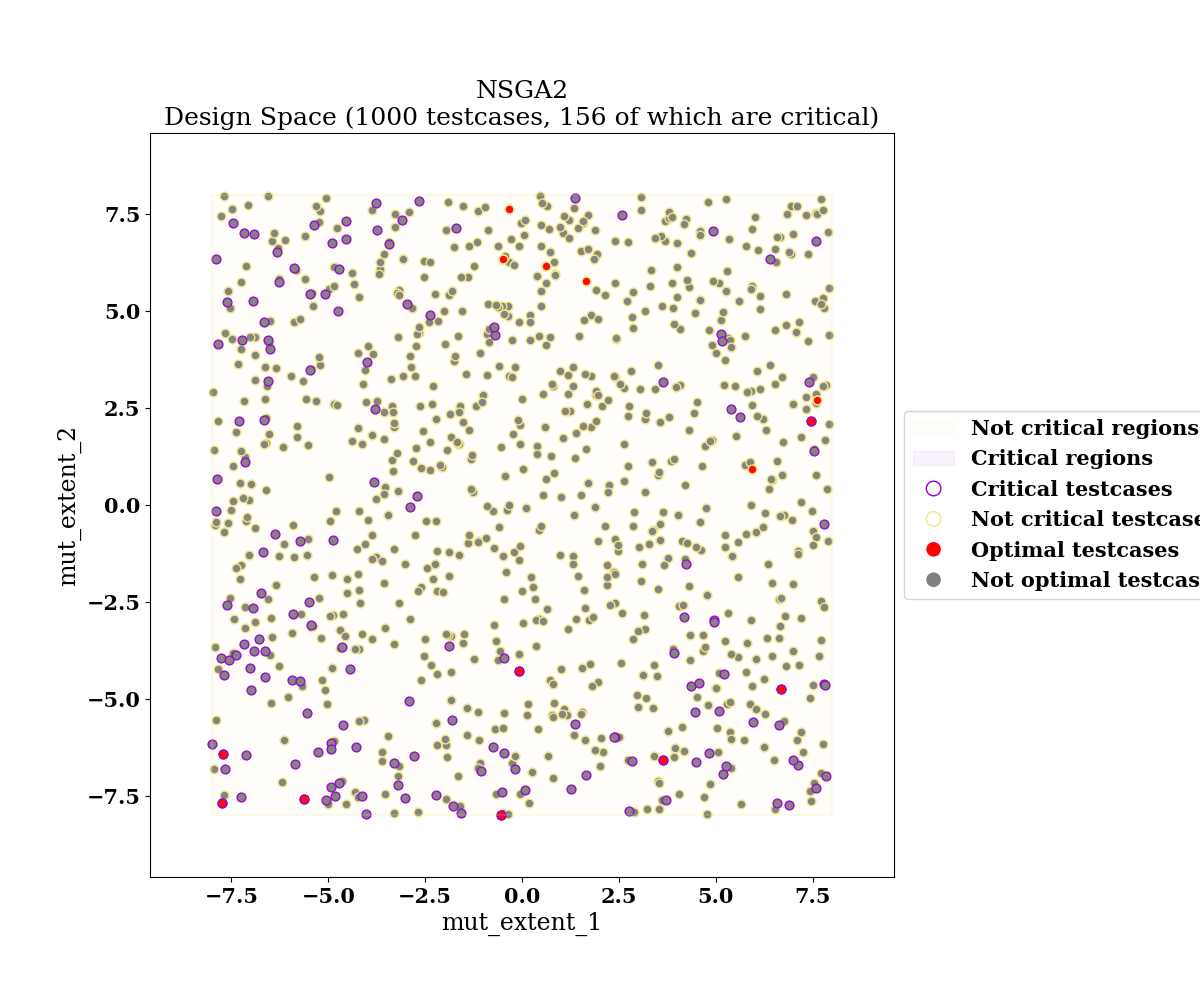 NSGA2
Design Space (1000 testcases, 156 of which are critical)
7.5
5.0
2.5
0.0
−2.5
−5.0
−7.5
mut_extent_2
−7.5 −5.0 −2.5 0.0 2.5 5.0 7.5
mut_extent_1
Not critical regions
Critical regions
Critical testcases
Not critical testcase
Optimal testcases
Not optimal testcas